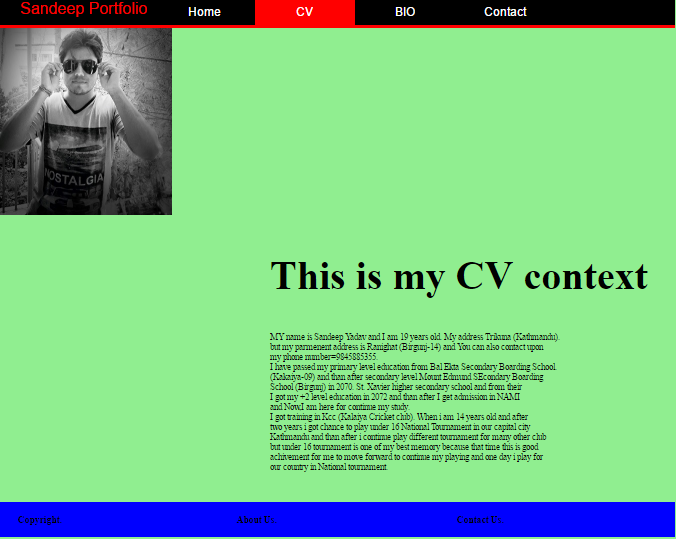 Sandeep Portfolio Home CV BIO Contact
NOSTALGIA
This is my CV context
MY name is Sandeep Yadav and I am 19 years old. My address Trikuna (Kathmandu).
but my parmenent address is Ranighat (Birgunj-14) and You can also contact upon
my phone number=9845885355.
I have passed my primary level education from Bal Ekta Secondary Boarding School.
(Kakaiya-09) and than after secondary level Mount Edmund SEcondary Boarding
School (Birgunj) in 2070. St. Xavier higher secondary school and from their
I got my +2 level education in 2072 and than after I get admission in NAMI
and Now,I am here for continue my study.
I got training in Kcc (Kalaiya Cricket club). When i am 14 years old and after
two years i got chance to play under 16 National Tournament in our capital city
Kathmandu and than after i continue play different tournament for many other club
but under 16 tournament is one of my best memory because that time this is good
achivement for me to move forward to continue my playing and one day i play for
our country in National tournament.
Copyright. About Us. Contact Us.